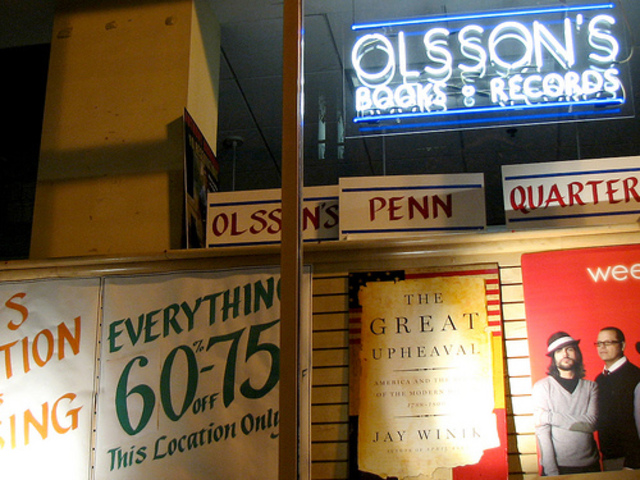 OLSSON'S
BOOKS • RECORDS
OLSSON'S
PENN
QUARTER
S
TION
SING
EVERYTHING
60-75%
OFF
This Location Only
THE
GREAT
UPHEAVAL
AMERICA AND THE
OF THE MODERN
JAY WINIK
wee